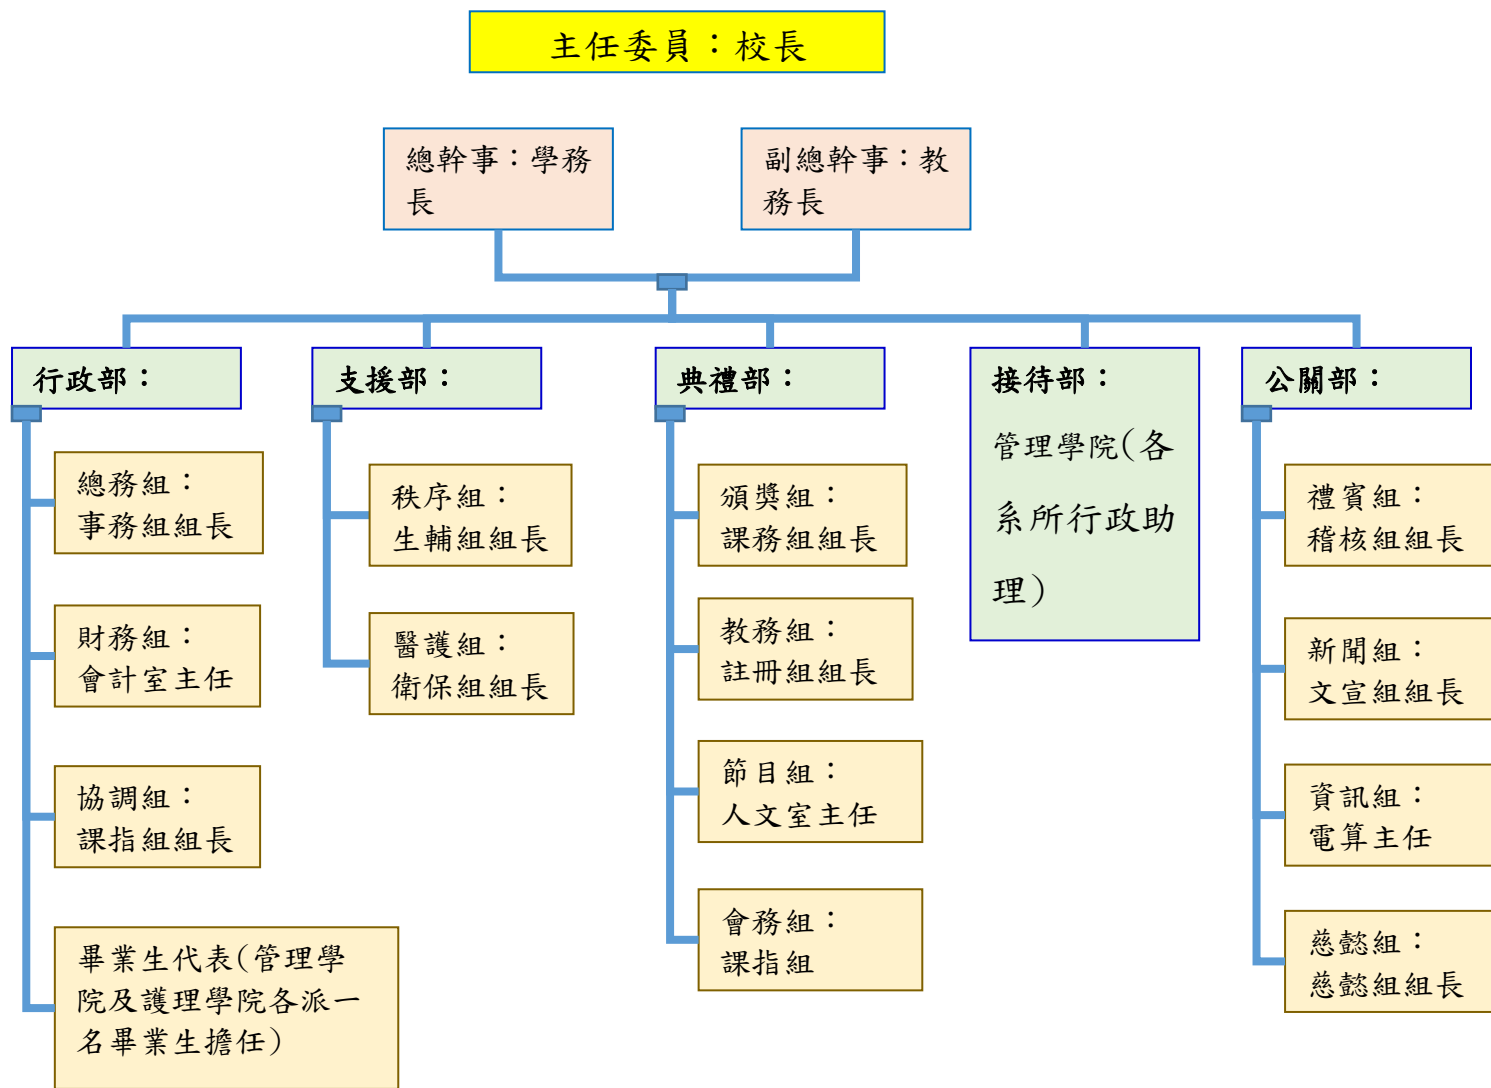 主任委員：校長
總幹事：學務
長
副總幹事：教
務長
行政部：
總務組：
事務組組長
財務組：
會計室主任
協調組：
課指組組長
畢業生代表(管理學
院及護理學院各派一
名畢業生擔任)
支援部：
秩序組：
生輔組組長
醫護組：
衛保組組長
典禮部：
頒獎組：
課務組組長
教務組：
註冊組組長
節目組：
人文室主任
會務組：
課指組
接待部：
管理學院(各
系所行政助
理)
公關部：
禮賓組：
稽核組組長
新聞組：
文宣組組長
資訊組：
電算主任
慈懿組：
慈懿組組長